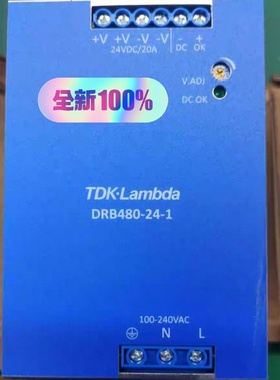 +V +V -V -V - +
24VDC/20A DC OK
V.ADJ
DC.OK
全新100%
TDK·Lambda
DRB480-24-1
100-240VAC
N L